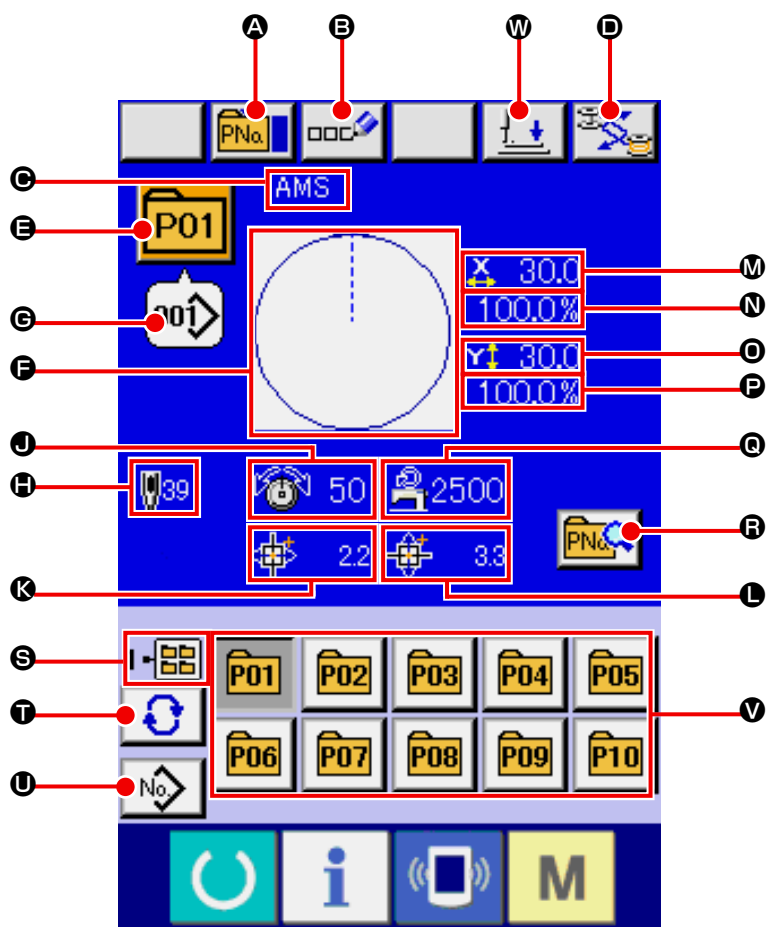 A B W D
PNo.
C AMS
E P01
X 30.0 M
G 001 100.0% N
F Y 30.0 O
100.0% P
J Q
H 39 50 2500
PNo. R
2.2 3.3
K L
S
P01 P02 P03 P04 P05
T V
P06 P07 P08 P09 P10
U No.
i M